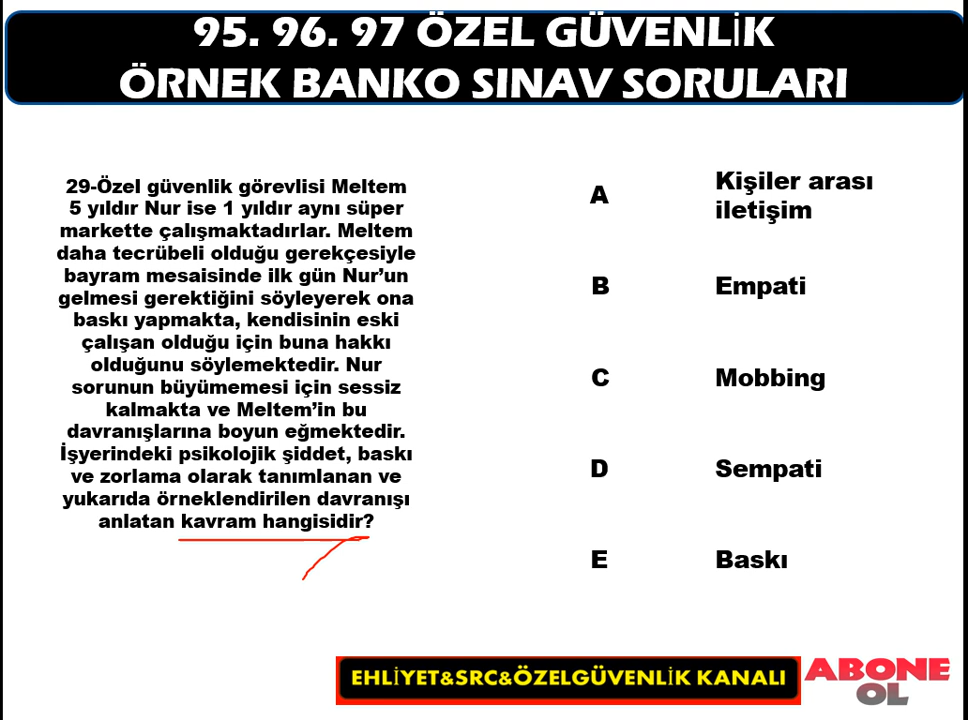 95. 96. 97 ÖZEL GÜVENLİK
ÖRNEK BANKO SINAV SORULARI
29-Özel güvenlik görevlisi Meltem
5 yıldır Nur ise 1 yıldır aynı süper
markette çalışmaktadırlar. Meltem
daha tecrübeli olduğu gerekçesiyle
bayram mesaisinde ilk gün Nur’un
gelmesi gerektiğini söyleyerek ona
baskı yapmakta, kendisinin eski
çalışan olduğu için buna hakkı
olduğunu söylemektedir. Nur
sorunun büyümemesi için sessiz
kalmakta ve Meltem’in bu
davranışlarına boyun eğmektedir.
İşyerindeki psikolojik şiddet, baskı
ve zorlama olarak tanımlanan ve
yukarıda örneklendirilen davranışı
anlatan kavram hangisidir?
A Kişiler arası
iletişim
B Empati
C Mobbing
D Sempati
E Baskı
EHLİYET&SRC&ÖZELGÜVENLİK KANALI
ABONE
OL